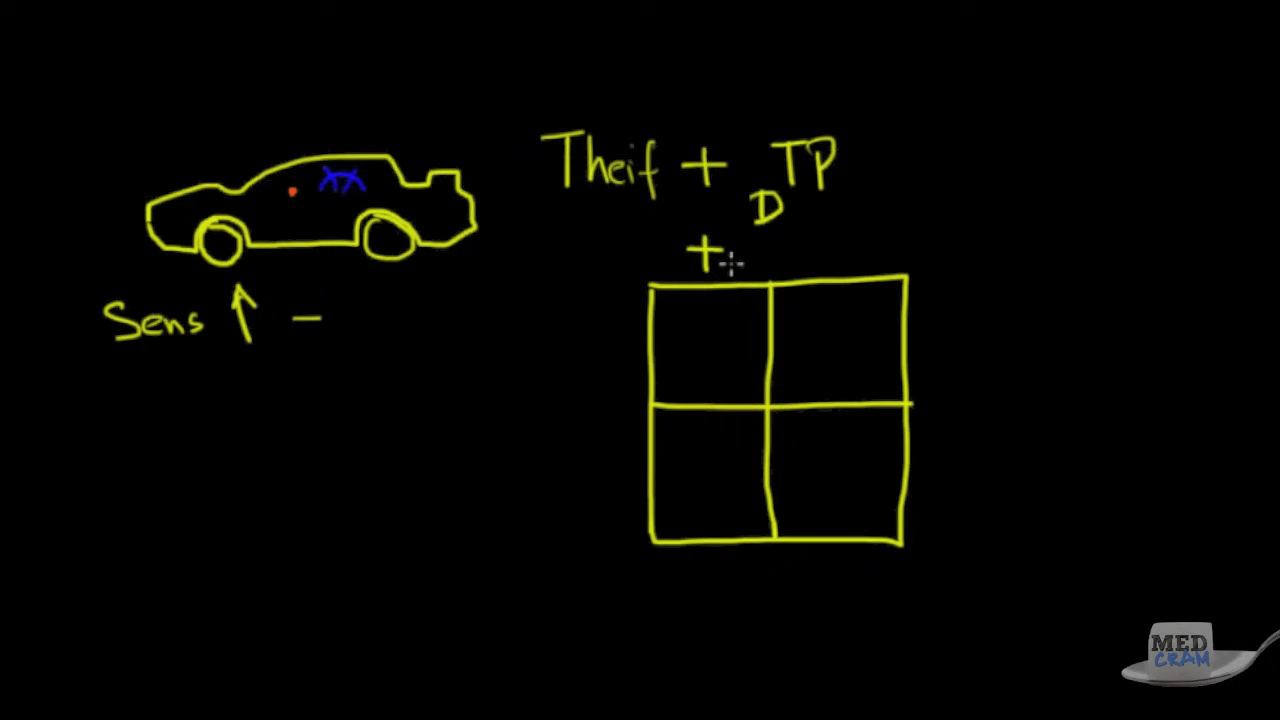 Theif + TP
D
+
Sens ↑ -
MED
CRAM